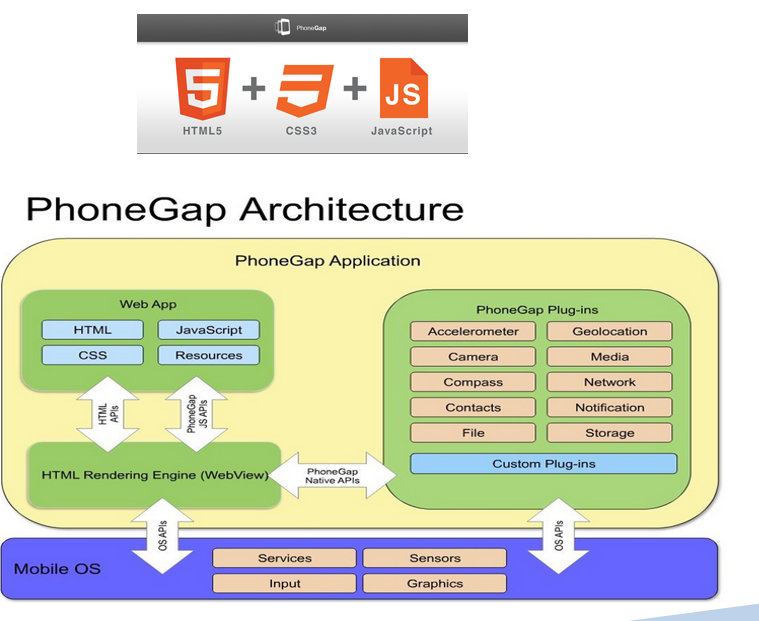 PhoneGap
HTML5
CSS3
JS
JavaScript
PhoneGap Architecture
PhoneGap Application
Web App
HTML
JavaScript
CSS
Resources
HTML
APIs
PhoneGap
JS APIs
HTML Rendering Engine (WebView)
PhoneGap
Native APIs
PhoneGap Plug-ins
Accelerometer
Geolocation
Camera
Media
Compass
Network
Contacts
Notification
File
Storage
Custom Plug-ins
OS APIs
OS APIs
Mobile OS
Services
Sensors
Input
Graphics